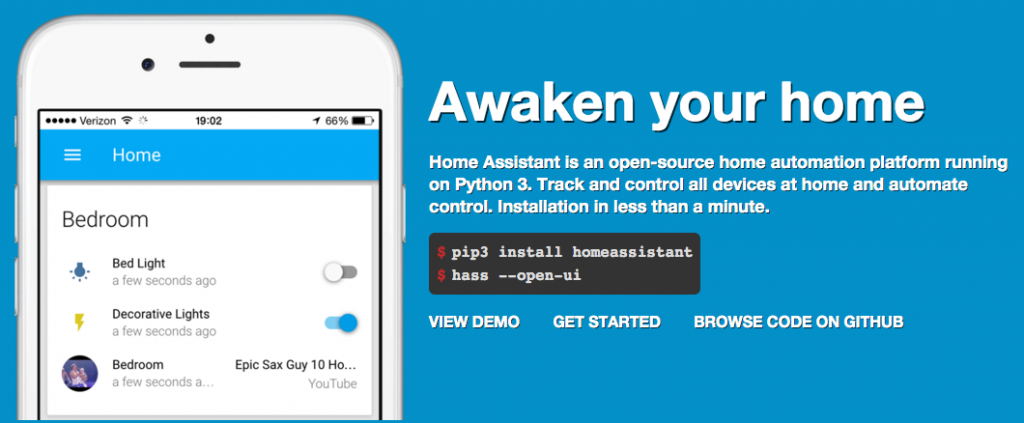 ●●●●● Verizon 19:02 66%
Home
Bedroom
Bed Light
a few seconds ago
Decorative Lights
a few seconds ago
Bedroom Epic Sax Guy 10 Ho...
a few seconds a... YouTube
Awaken your home
Home Assistant is an open-source home automation platform running
on Python 3. Track and control all devices at home and automate
control. Installation in less than a minute.
$ pip3 install homeassistant
$ hass --open-ui
VIEW DEMO GET STARTED BROWSE CODE ON GITHUB